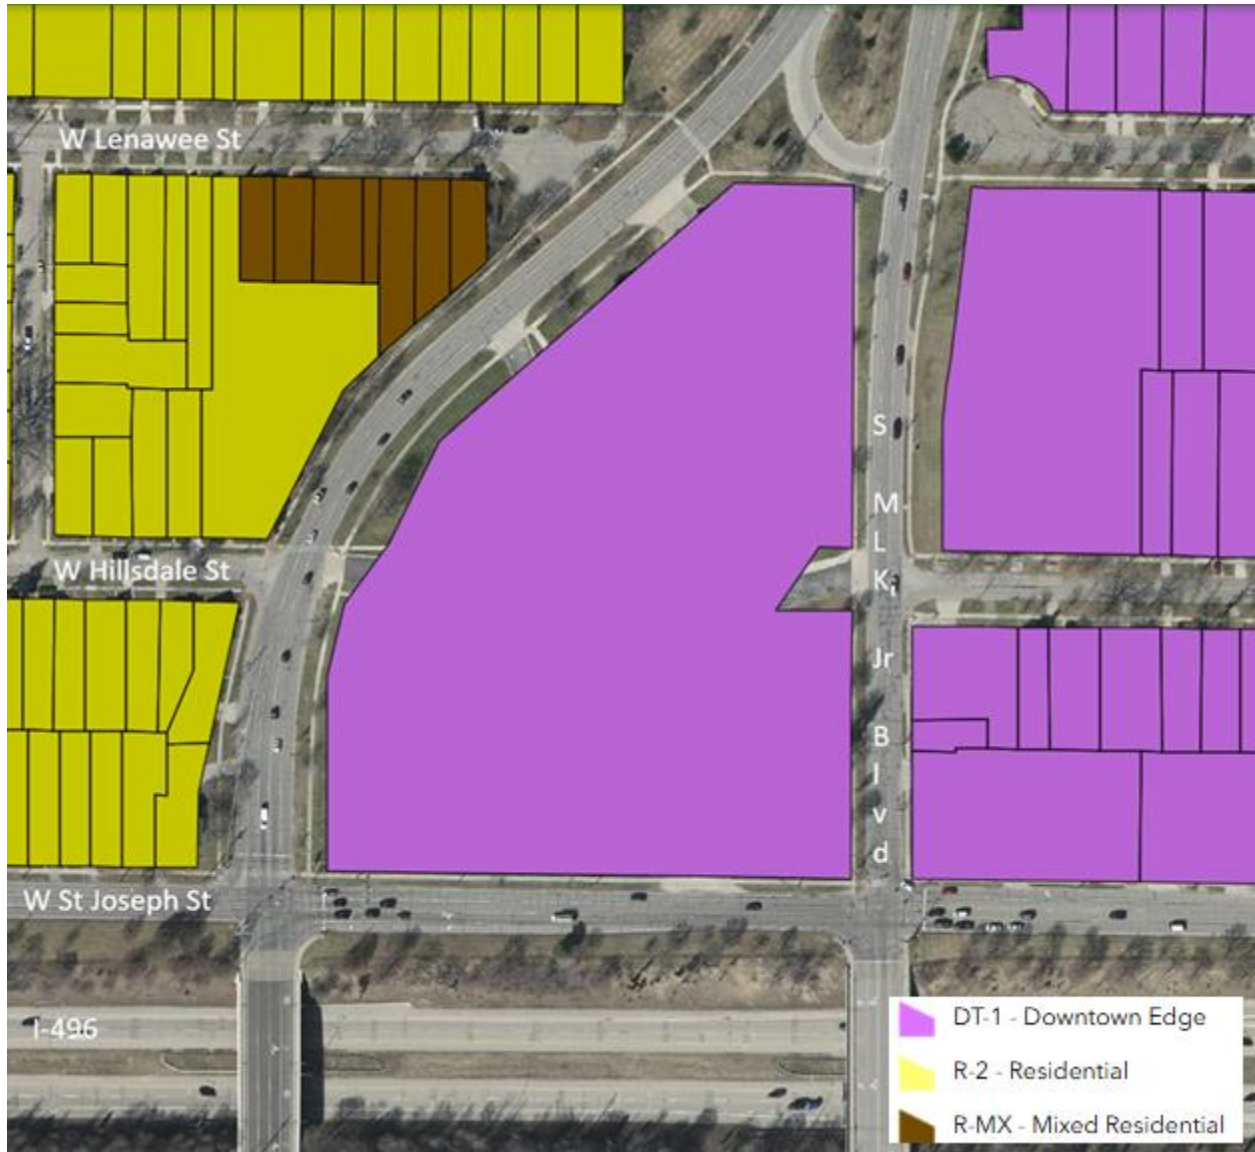 W Lenawee St
S
M
L
K,
Jr
B
l
v
d
W Hillsdale St
W St Joseph St
I-496
DT-1 - Downtown Edge
R-2 - Residential
R-MX - Mixed Residential